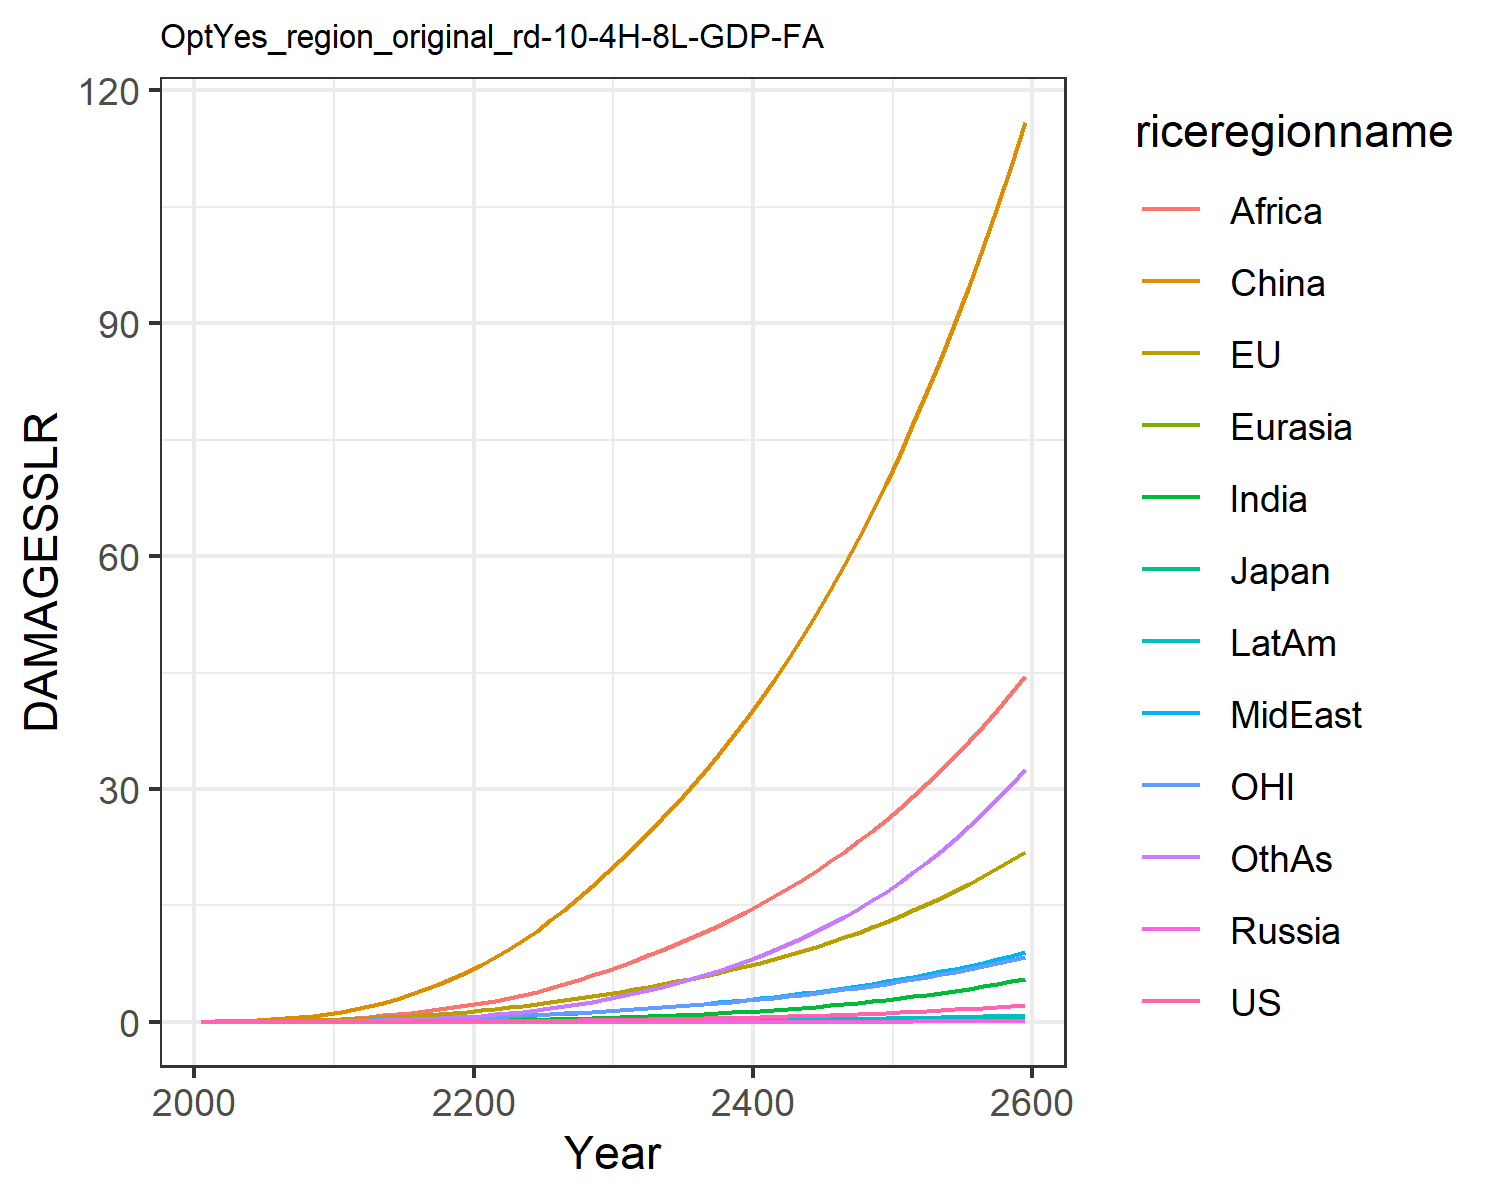 OptYes_region_original_rd-10-4H-8L-GDP-FA
120
90
60
30
0
DAMAGESSLR
2000
2200
2400
2600
Year
riceregionname
Africa
China
EU
Eurasia
India
Japan
LatAm
MidEast
OHI
OthAs
Russia
US